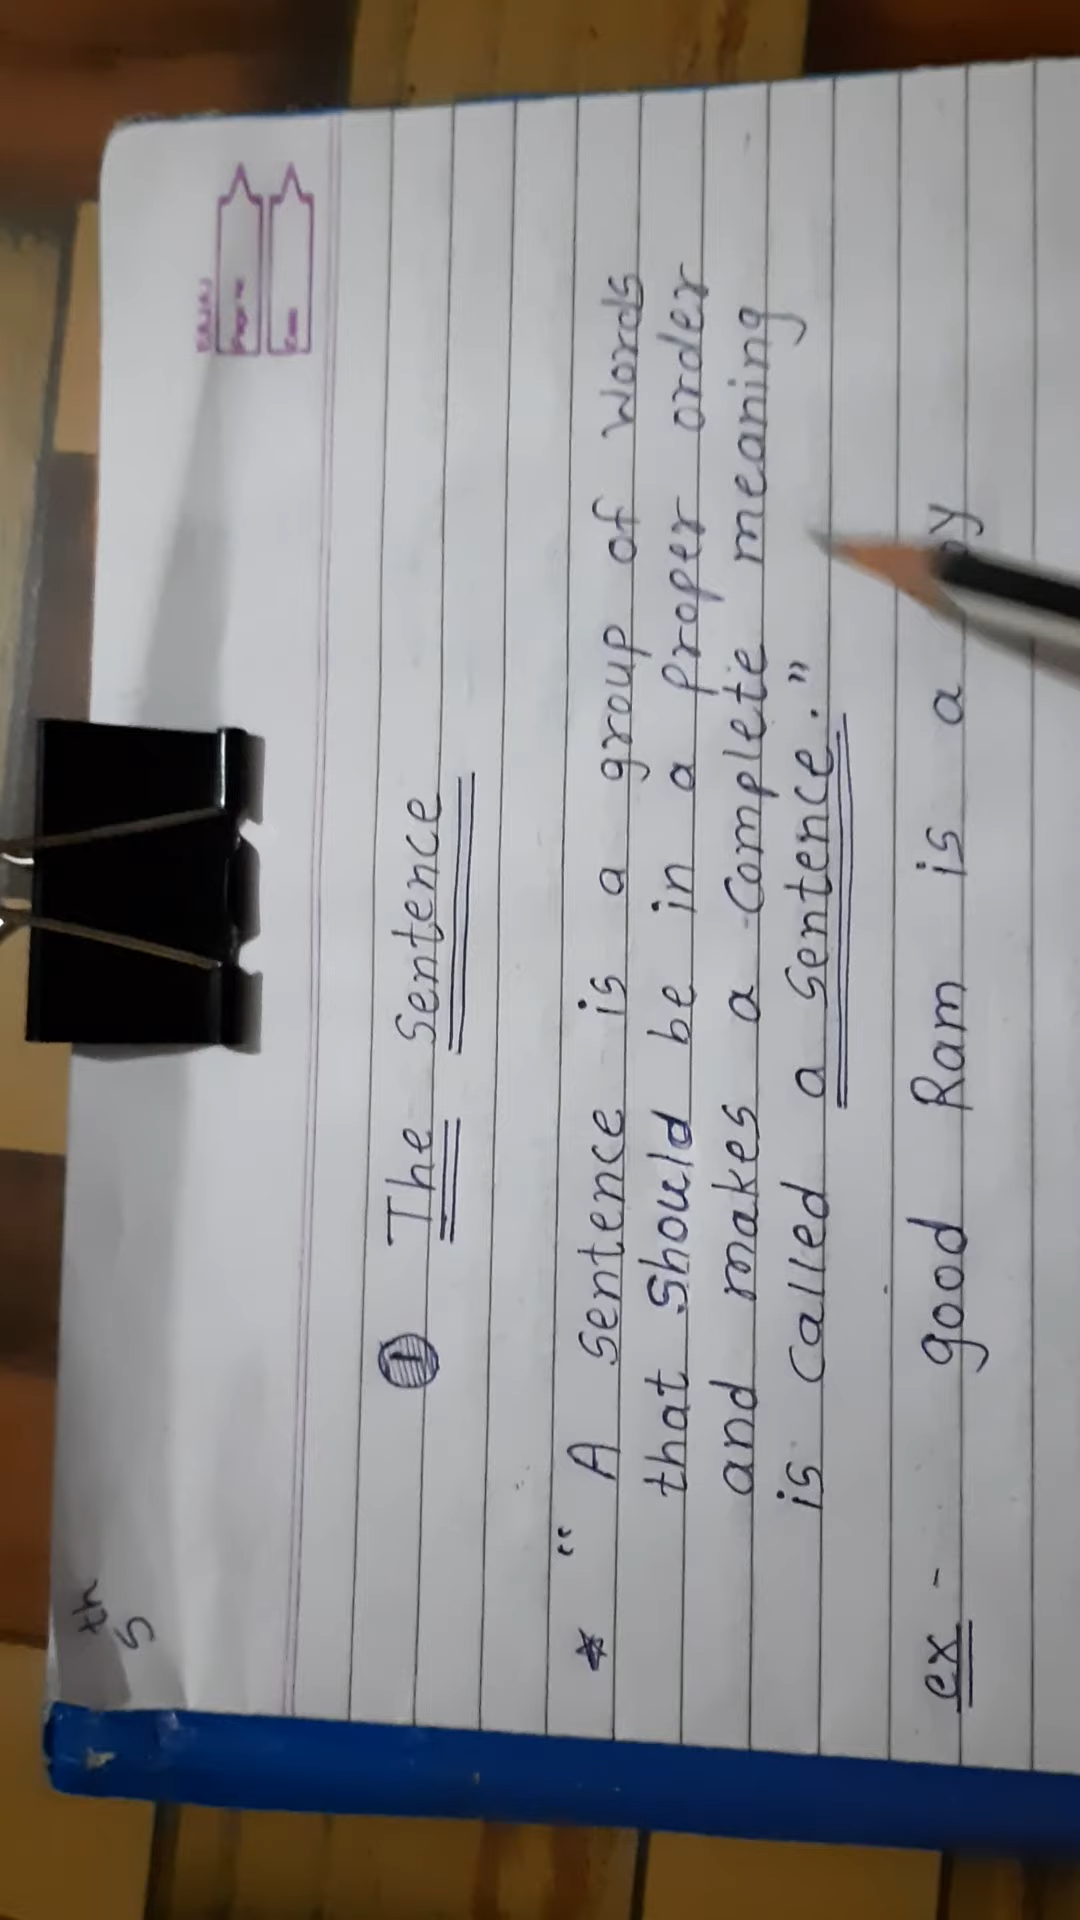 5th
① The Sentence
* " A Sentence is a group of words
that should be in a proper order
and makes a complete meaning
is called a sentence."
ex - good Ram is a